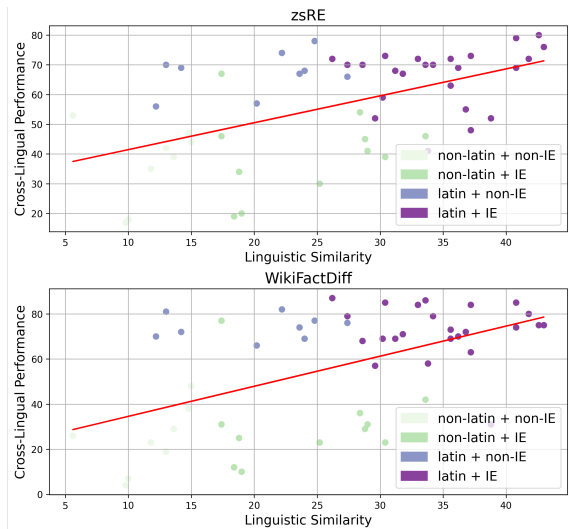 zsRE
80
70
60
50
40
30
20
Cross-Lingual Performance
non-latin + non-IE
non-latin + IE
latin + non-IE
latin + IE
5 10 15 20 25 30 35 40
Linguistic Similarity
WikiFactDiff
80
60
40
20
0
Cross-Lingual Performance
non-latin + non-IE
non-latin + IE
latin + non-IE
latin + IE
5 10 15 20 25 30 35 40
Linguistic Similarity